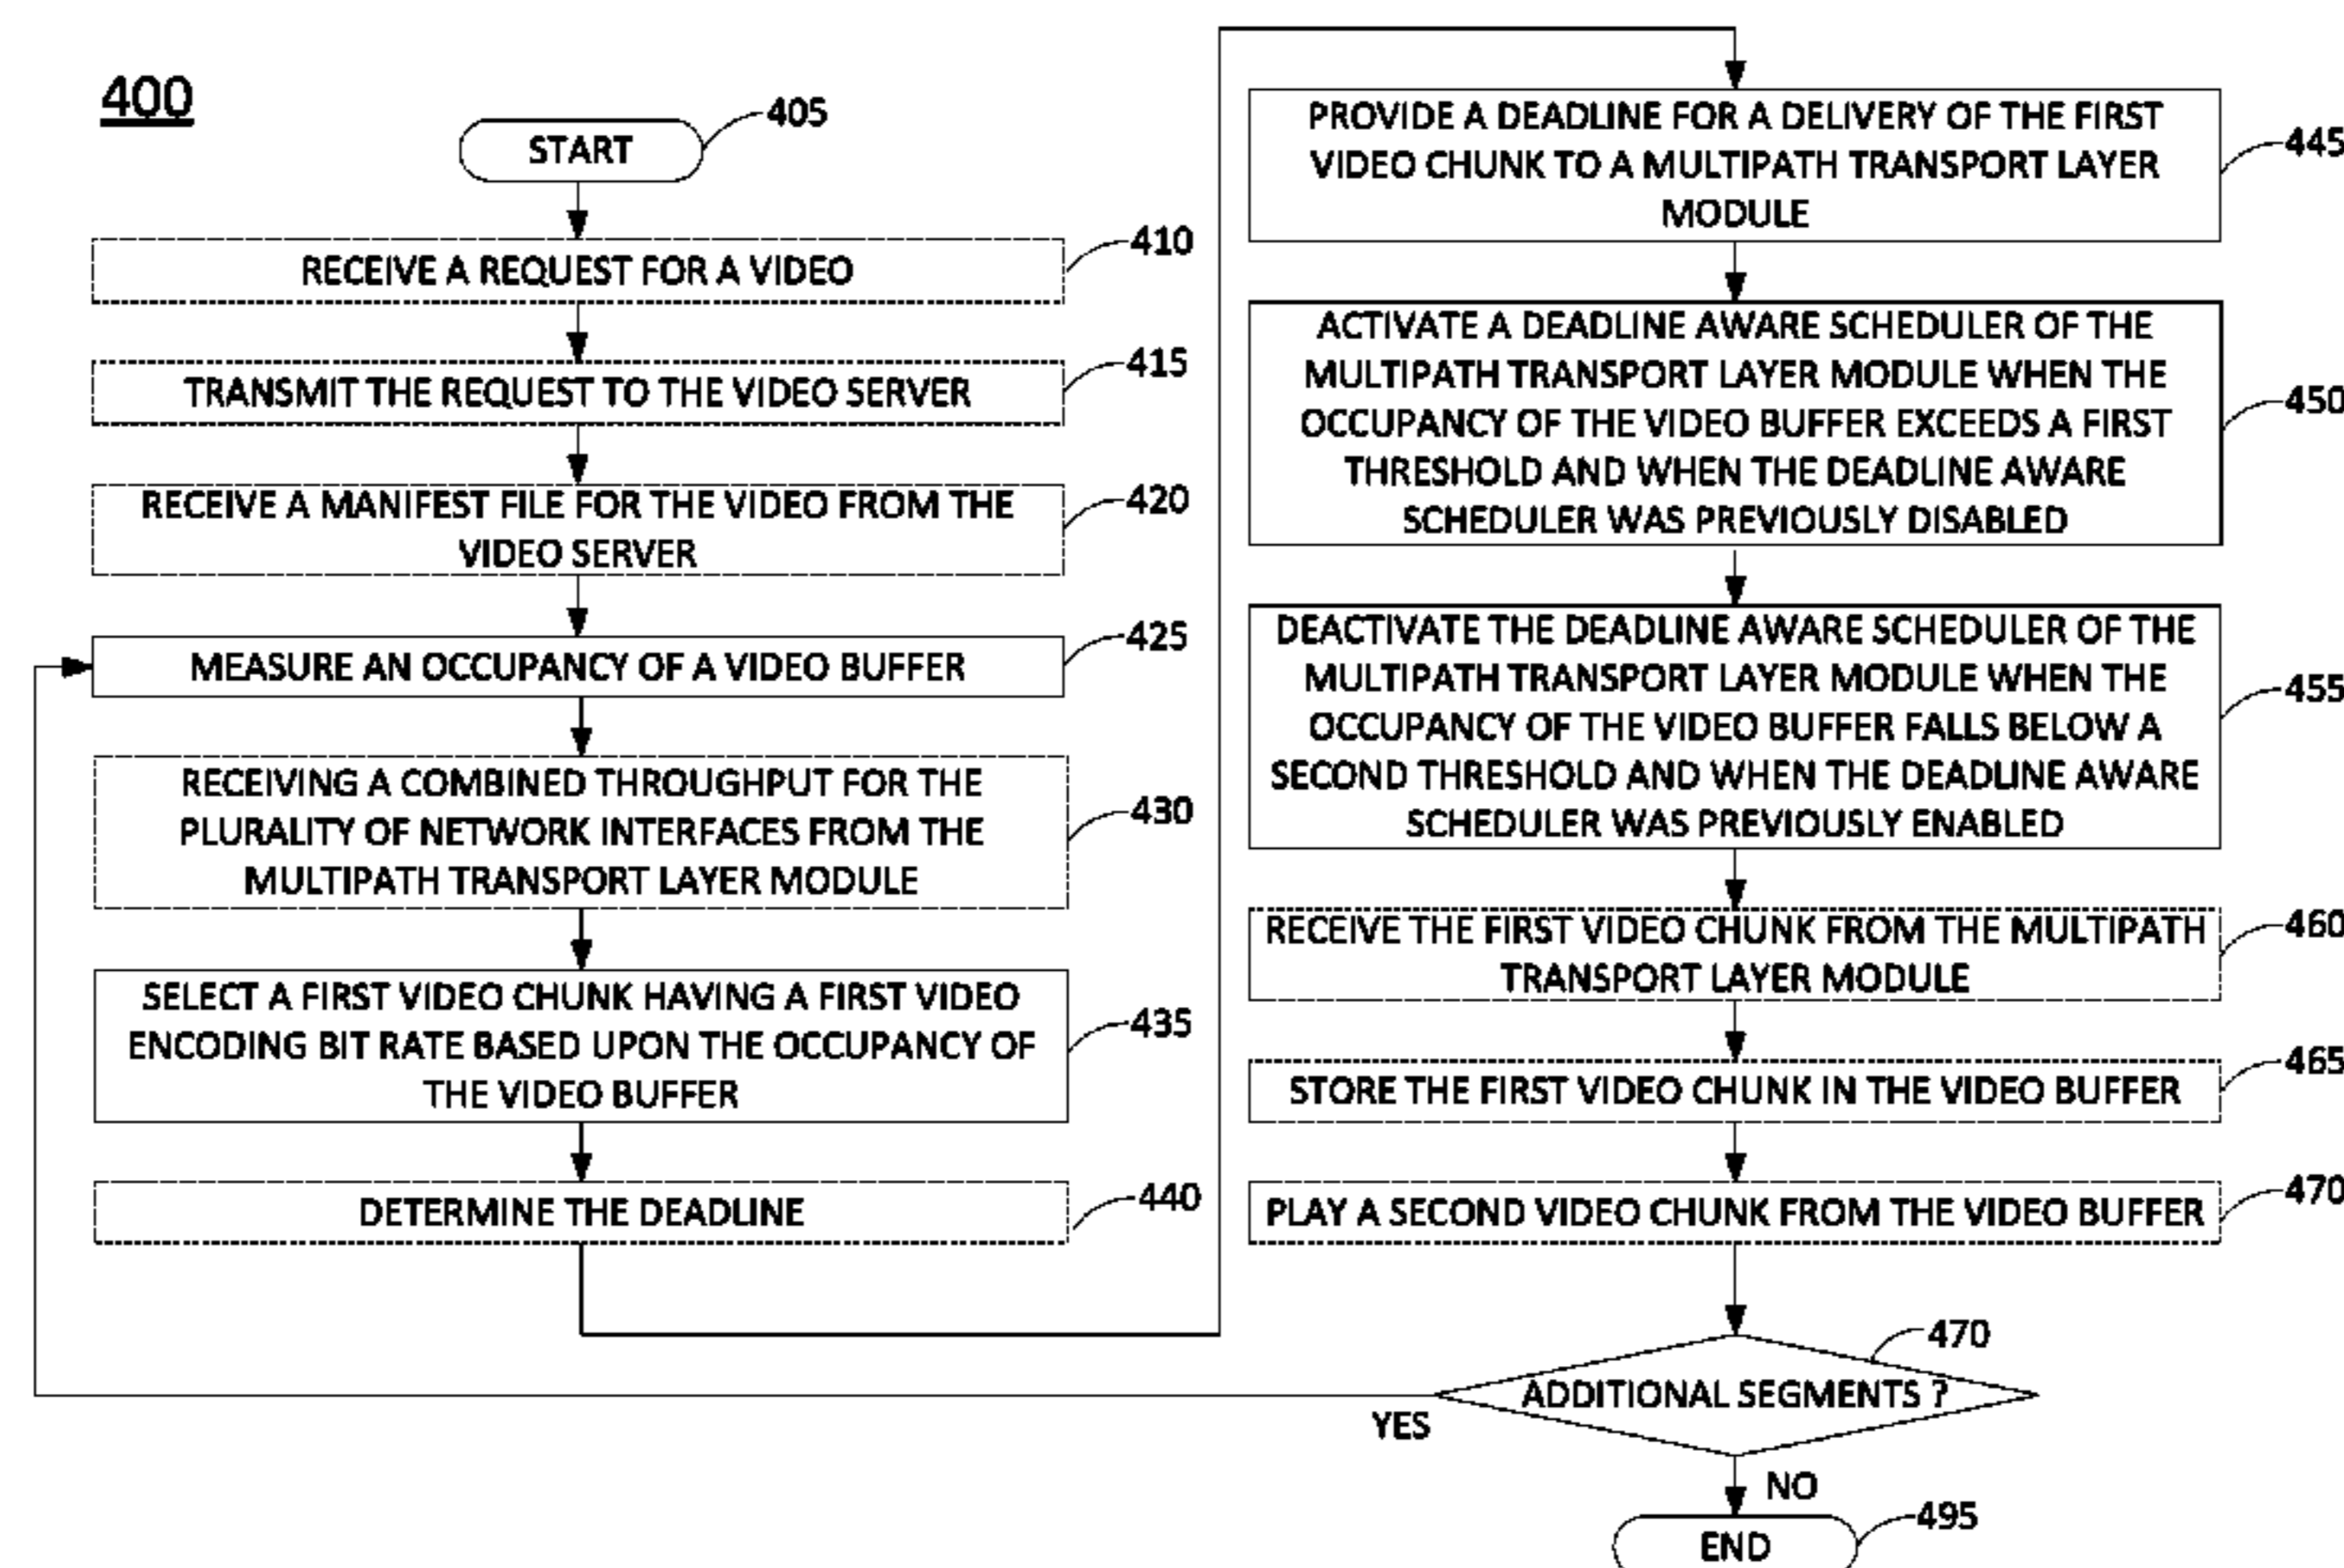 400
START
405
RECEIVE A REQUEST FOR A VIDEO
410
TRANSMIT THE REQUEST TO THE VIDEO SERVER
415
RECEIVE A MANIFEST FILE FOR THE VIDEO FROM THE
VIDEO SERVER
420
MEASURE AN OCCUPANCY OF A VIDEO BUFFER
425
RECEIVING A COMBINED THROUGHPUT FOR THE
PLURALITY OF NETWORK INTERFACES FROM THE
MULTIPATH TRANSPORT LAYER MODULE
430
SELECT A FIRST VIDEO CHUNK HAVING A FIRST VIDEO
ENCODING BIT RATE BASED UPON THE OCCUPANCY OF
THE VIDEO BUFFER
435
DETERMINE THE DEADLINE
440
PROVIDE A DEADLINE FOR A DELIVERY OF THE FIRST
VIDEO CHUNK TO A MULTIPATH TRANSPORT LAYER
MODULE
445
ACTIVATE A DEADLINE AWARE SCHEDULER OF THE
MULTIPATH TRANSPORT LAYER MODULE WHEN THE
OCCUPANCY OF THE VIDEO BUFFER EXCEEDS A FIRST
THRESHOLD AND WHEN THE DEADLINE AWARE
SCHEDULER WAS PREVIOUSLY DISABLED
450
DEACTIVATE THE DEADLINE AWARE SCHEDULER OF THE
MULTIPATH TRANSPORT LAYER MODULE WHEN THE
OCCUPANCY OF THE VIDEO BUFFER FALLS BELOW A
SECOND THRESHOLD AND WHEN THE DEADLINE AWARE
SCHEDULER WAS PREVIOUSLY ENABLED
455
RECEIVE THE FIRST VIDEO CHUNK FROM THE MULTIPATH
TRANSPORT LAYER MODULE
460
STORE THE FIRST VIDEO CHUNK IN THE VIDEO BUFFER
465
PLAY A SECOND VIDEO CHUNK FROM THE VIDEO BUFFER
470
ADDITIONAL SEGMENTS ?
470
YES
NO
END
495